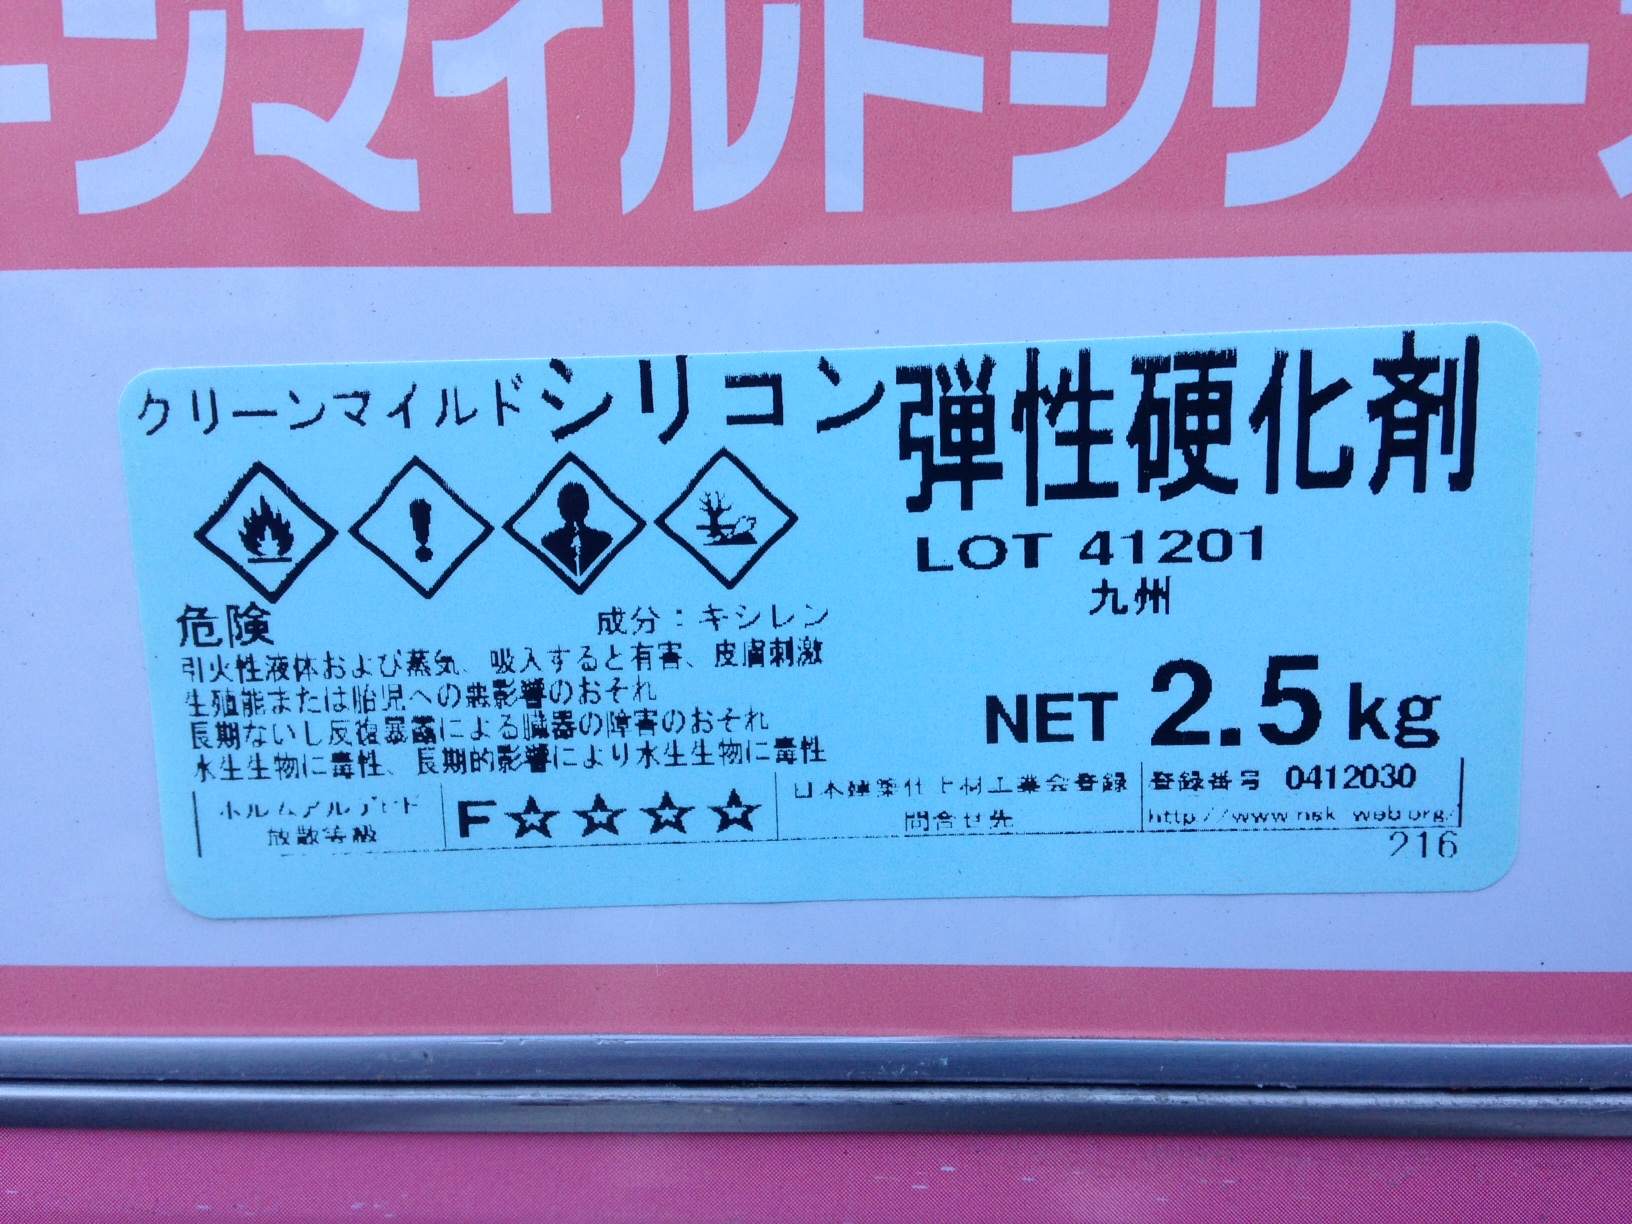 ーンマイルドシリーズ
クリーンマイルドシリコン弾性硬化剤
LOT 41201
九州
危険 成分：キシレン
引火性液体および蒸気、吸入すると有害、皮膚刺激
生殖能または胎児への悪影響のおそれ
長期ないし反復暴露による臓器の障害のおそれ
水生生物に毒性、長期的影響により水生生物に毒性
NET 2.5kg
ホルムアルデヒド
放散等級
F☆☆☆☆
日本建築仕上材工業会登録
問合せ先
登録番号 0412030
http://www.nsk-web.org/
216